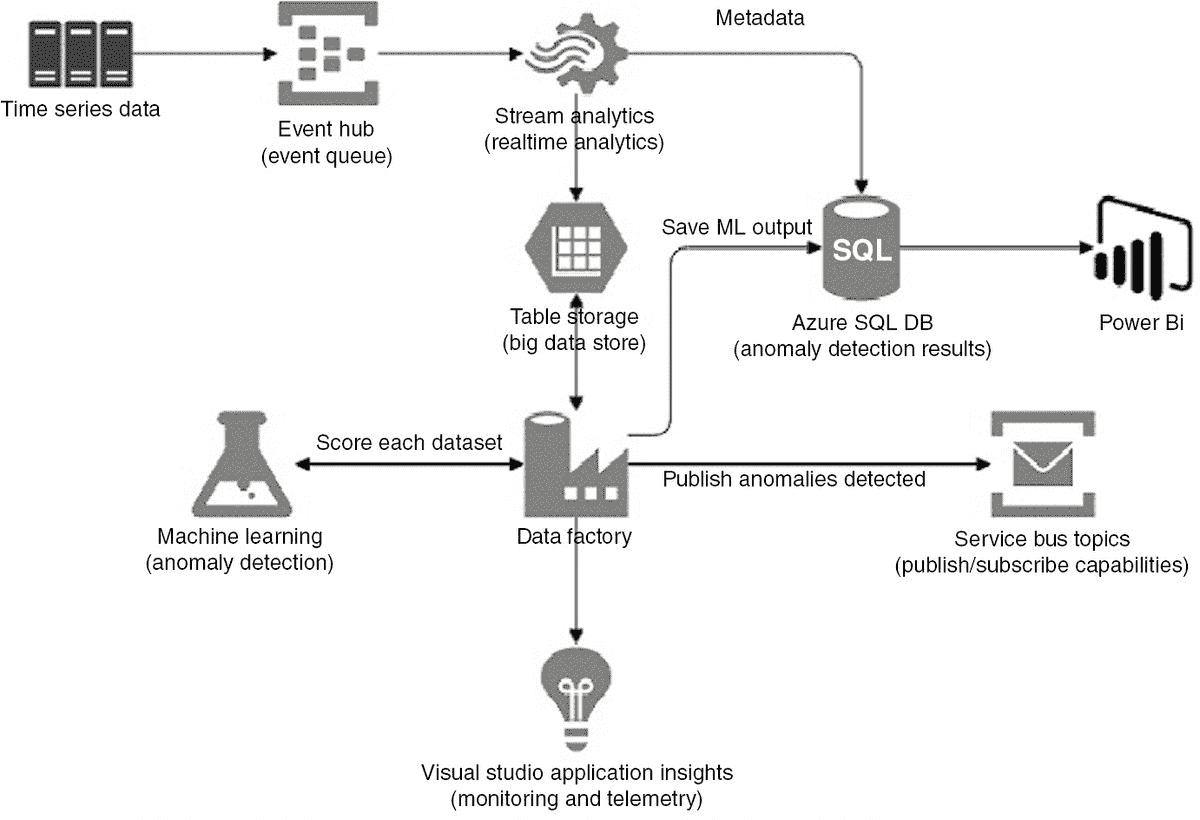 Metadata
Time series data
Event hub
(event queue)
Stream analytics
(realtime analytics)
Save ML output
SQL
Table storage
(big data store)
Azure SQL DB
(anomaly detection results)
Power Bi
Score each dataset
Publish anomalies detected
Machine learning
(anomaly detection)
Data factory
Service bus topics
(publish/subscribe capabilities)
Visual studio application insights
(monitoring and telemetry)